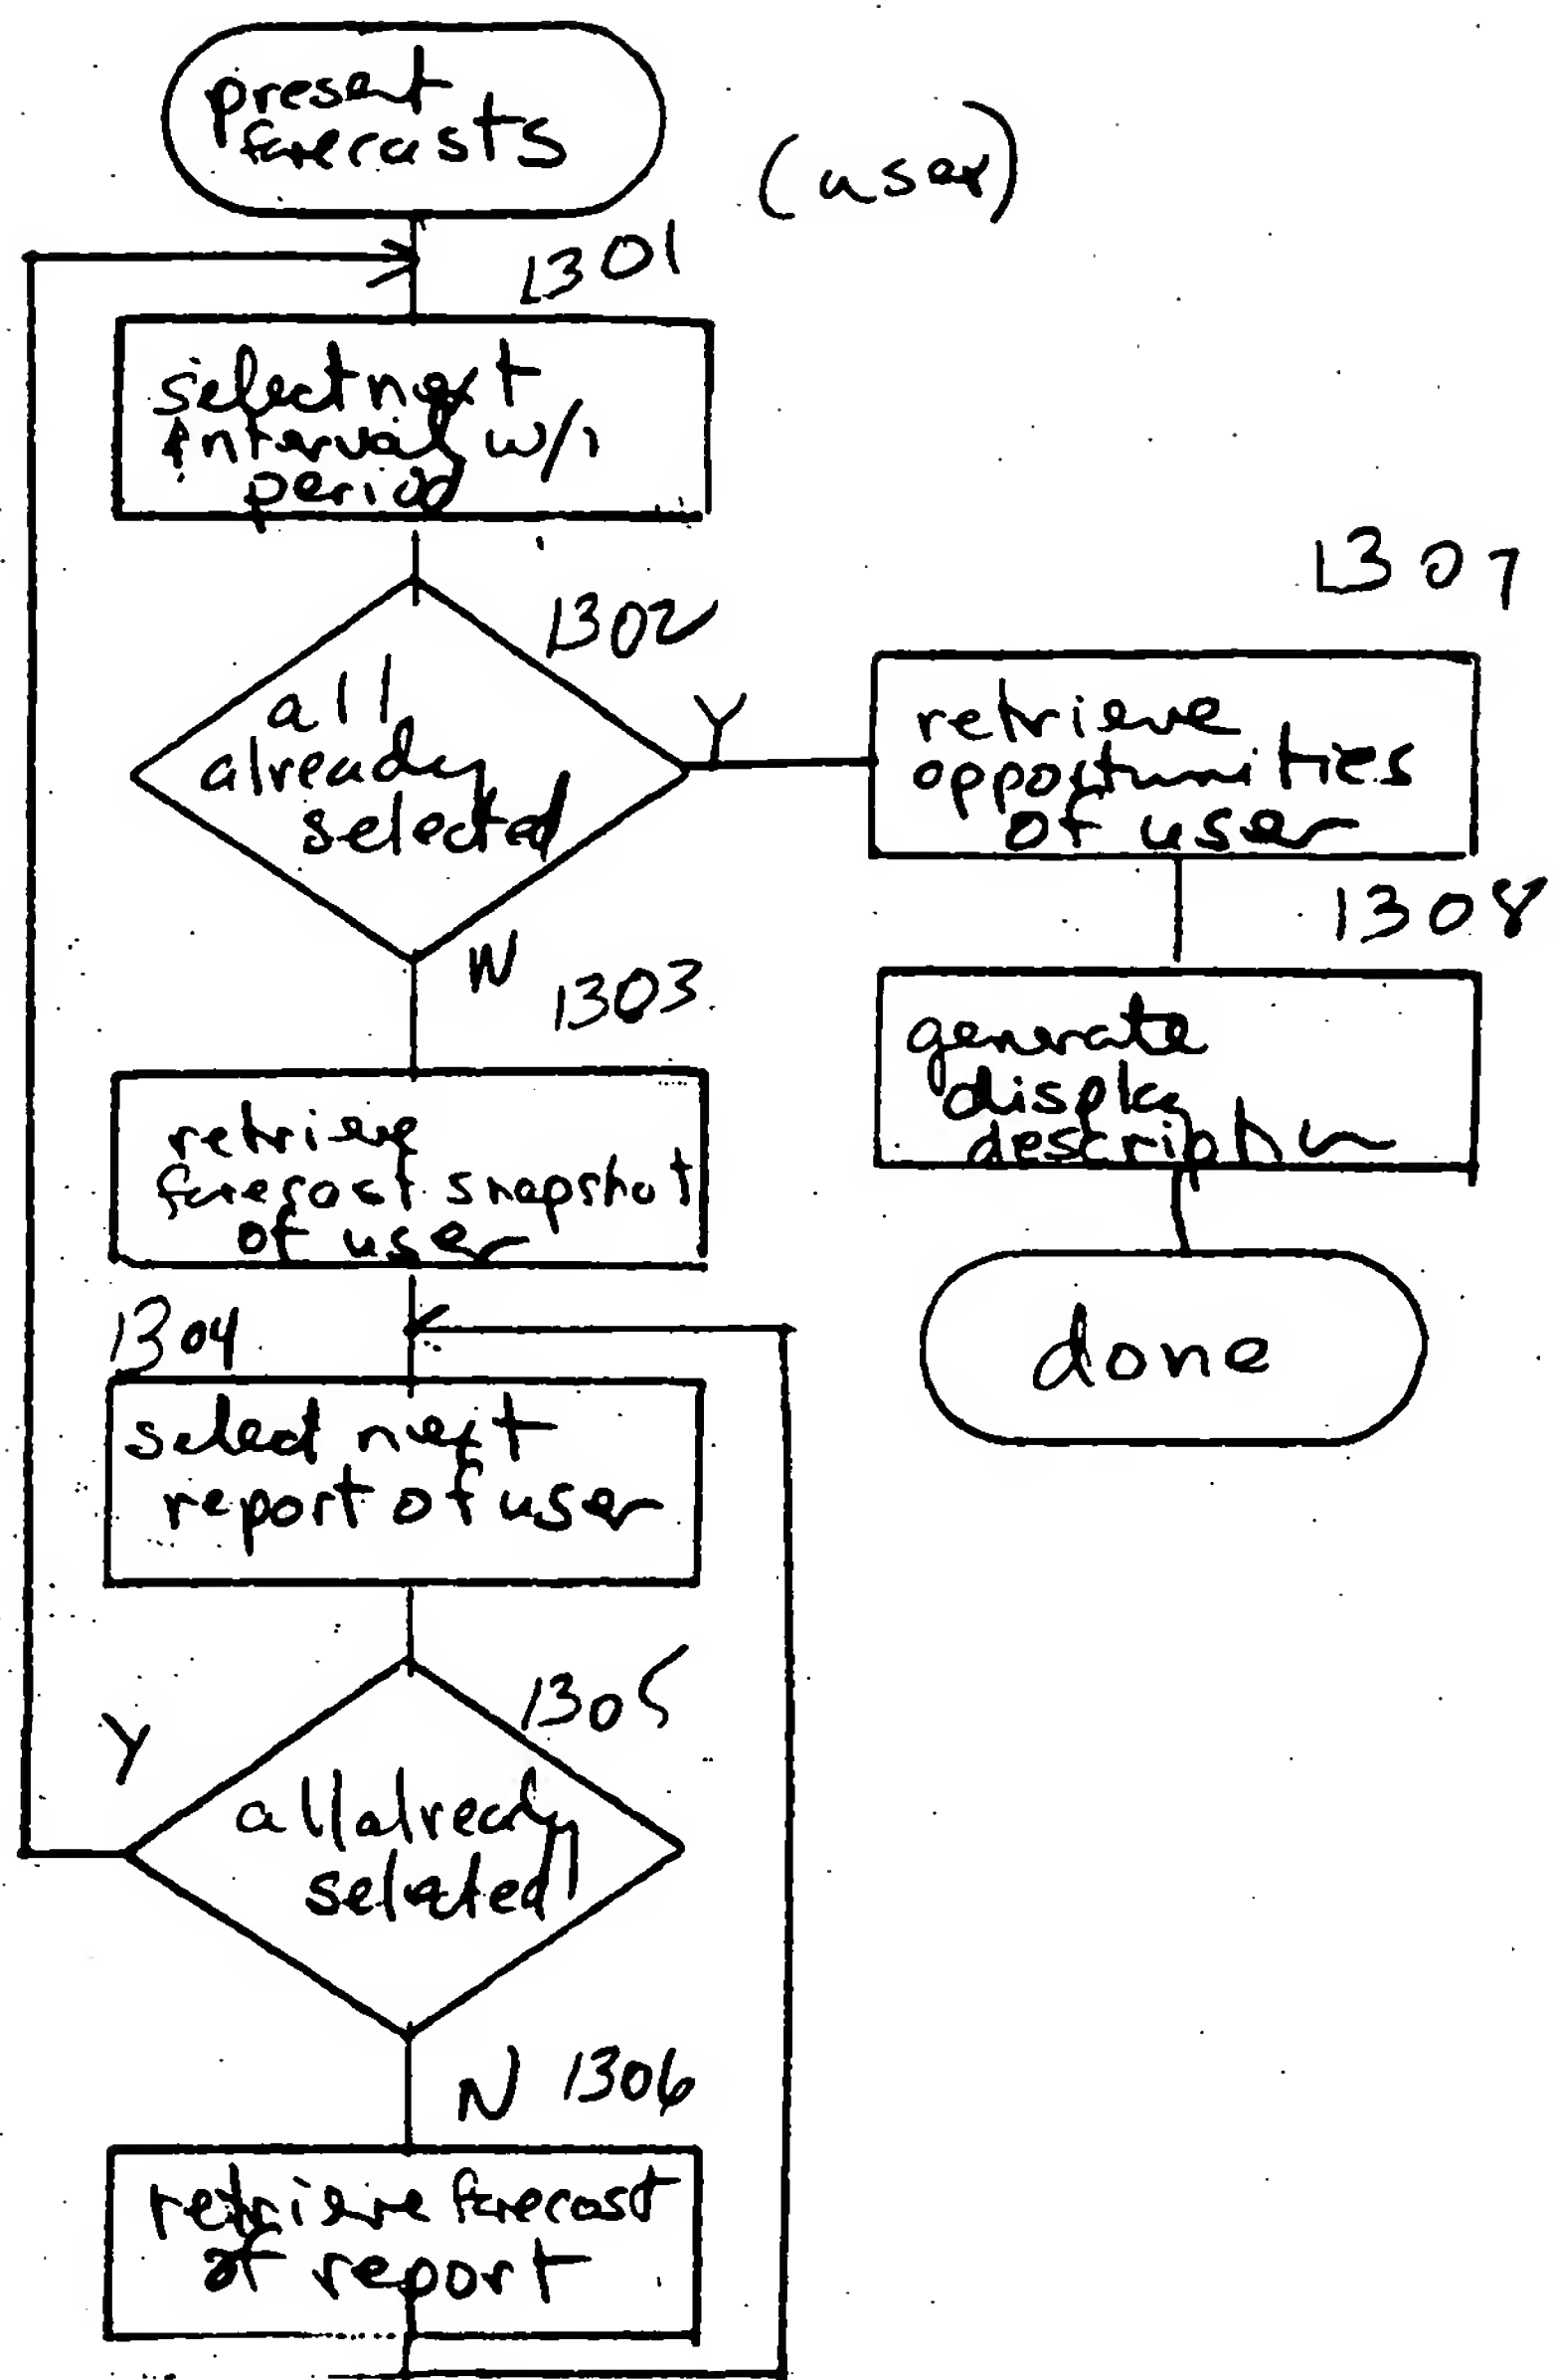 present
forecasts
(user)
1301
select next
interval w/i
period
1302
all
already
selected
Y
N
1307
retrieve
opportunities
of user
1308
generate
display
description
done
1303
retrieve
forecast snapshot
of user
1304
select next
report of user
1305
Y
all already
selected
N 1306
retrieve forecast
of report